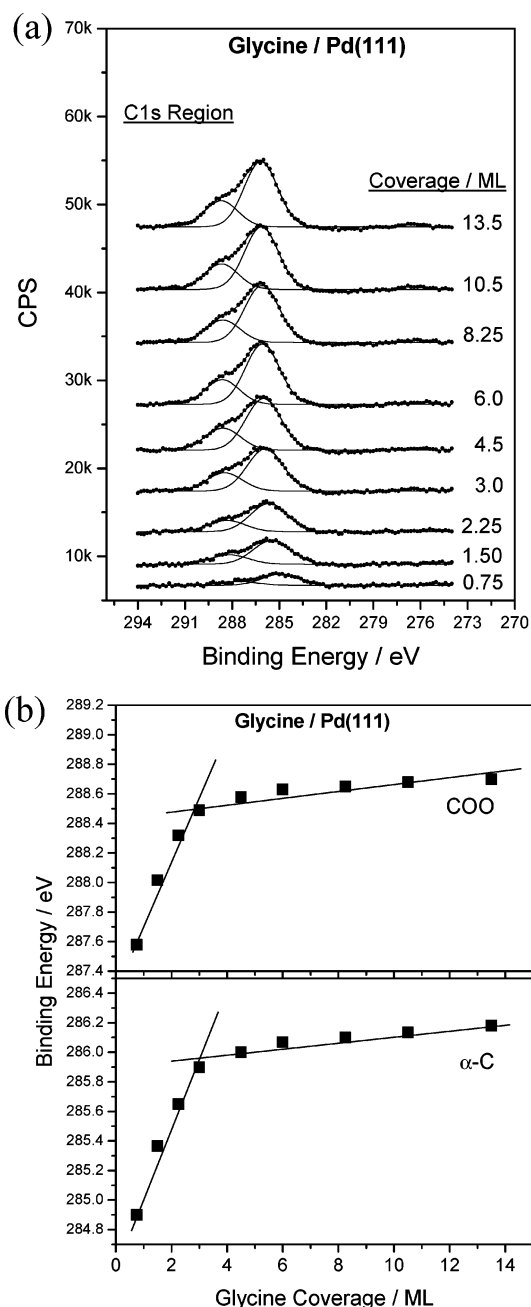 (a)
Glycine / Pd(111)
C1s Region
Coverage / ML
70k
60k
50k
40k
30k
20k
10k
CPS
13.5
10.5
8.25
6.0
4.5
3.0
2.25
1.50
0.75
294 291 288 285 282 279 276 273 270
Binding Energy / eV
(b)
Glycine / Pd(111)
289.2
289.0
288.8
288.6
288.4
288.2
288.0
287.8
287.6
287.4
COO
Binding Energy / eV
286.4
286.2
286.0
285.8
285.6
285.4
285.2
285.0
284.8
α-C
0 2 4 6 8 10 12 14
Glycine Coverage / ML